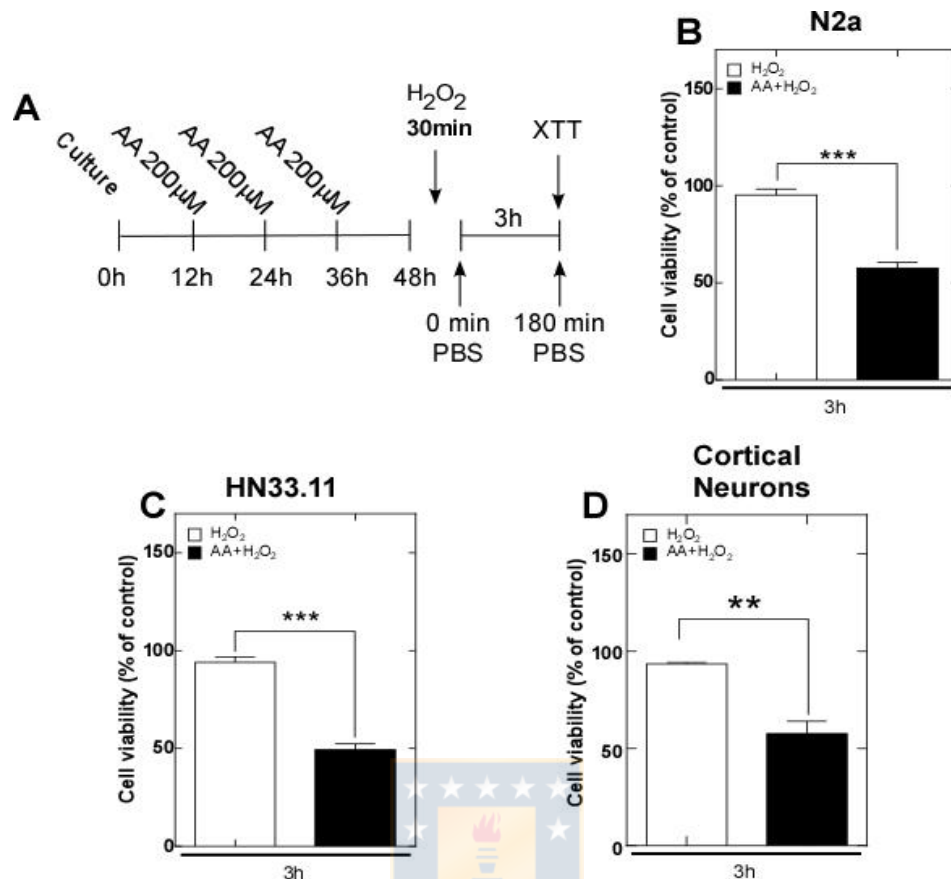 A
Culture
AA 200µM
AA 200µM
AA 200µM
0h
12h
24h
36h
48h
H₂O₂
30min
0 min
PBS
3h
XTT
180 min
PBS
B
N2a
H₂O₂
AA+H₂O₂
Cell viability (% of control)
150
100
50
0
***
3h
C
HN33.11
H₂O₂
AA+H₂O₂
Cell viability (% of control)
150
100
50
0
***
3h
D
Cortical
Neurons
H₂O₂
AA+H₂O₂
Cell viability (% of control)
150
100
50
0
**
3h